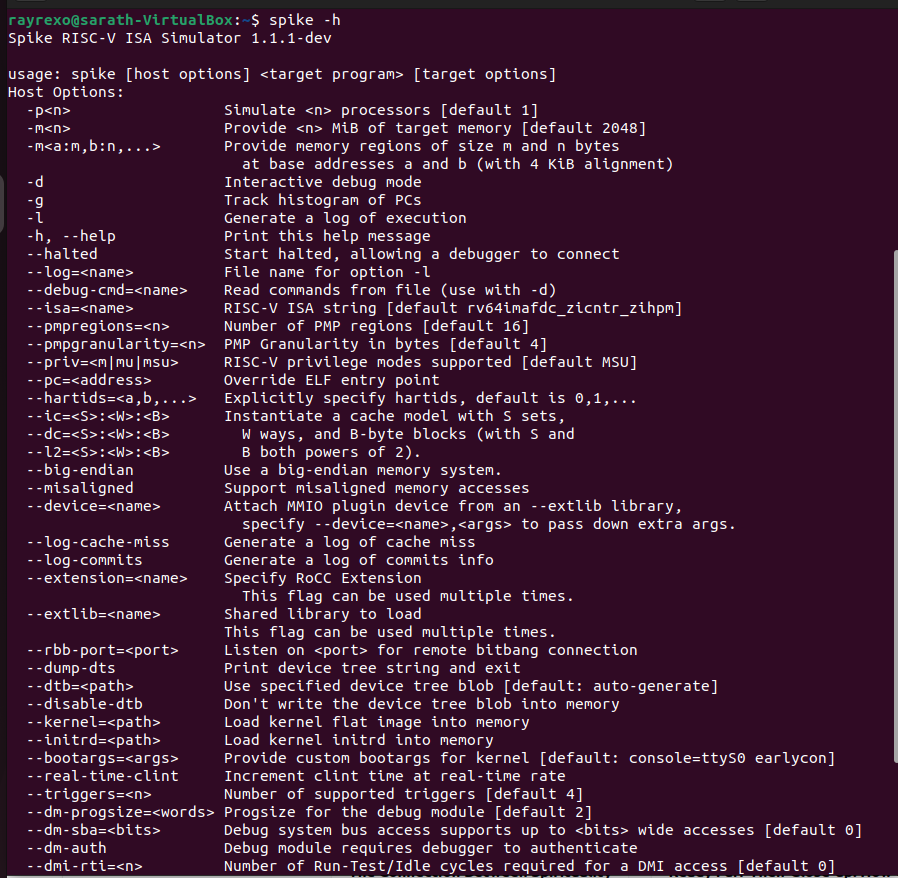 rayrexo@sarath-VirtualBox:~$ spike -h
Spike RISC-V ISA Simulator 1.1.1-dev

usage: spike [host options] <target program> [target options]
Host Options:
  -p<n>                 Simulate <n> processors [default 1]
  -m<n>                 Provide <n> MiB of target memory [default 2048]
  -m<a:m,b:n,...>       Provide memory regions of size m and n bytes
                          at base addresses a and b (with 4 KiB alignment)
  -d                    Interactive debug mode
  -g                    Track histogram of PCs
  -l                    Generate a log of execution
  -h, --help            Print this help message
  --halted              Start halted, allowing a debugger to connect
  --log=<name>          File name for option -l
  --debug-cmd=<name>    Read commands from file (use with -d)
  --isa=<name>          RISC-V ISA string [default rv64imafdc_zicntr_zihpm]
  --pmpregions=<n>      Number of PMP regions [default 16]
  --pmpgranularity=<n>  PMP Granularity in bytes [default 4]
  --priv=<m|mu|msu>     RISC-V privilege modes supported [default MSU]
  --pc=<address>        Override ELF entry point
  --hartids=<a,b,...>   Explicitly specify hartids, default is 0,1,...
  --ic=<S>:<W>:<B>      Instantiate a cache model with S sets,
  --dc=<S>:<W>:<B>        W ways, and B-byte blocks (with S and
  --l2=<S>:<W>:<B>        B both powers of 2).
  --big-endian          Use a big-endian memory system.
  --misaligned          Support misaligned memory accesses
  --device=<name>       Attach MMIO plugin device from an --extlib library,
                          specify --device=<name>,<args> to pass down extra args.
  --log-cache-miss      Generate a log of cache miss
  --log-commits         Generate a log of commits info
  --extension=<name>    Specify RoCC Extension
                          This flag can be used multiple times.
  --extlib=<name>       Shared library to load
                        This flag can be used multiple times.
  --rbb-port=<port>     Listen on <port> for remote bitbang connection
  --dump-dts            Print device tree string and exit
  --dtb=<path>          Use specified device tree blob [default: auto-generate]
  --disable-dtb         Don't write the device tree blob into memory
  --kernel=<path>       Load kernel flat image into memory
  --initrd=<path>       Load kernel initrd into memory
  --bootargs=<args>     Provide custom bootargs for kernel [default: console=ttyS0 earlycon]
  --real-time-clint     Increment clint time at real-time rate
  --triggers=<n>        Number of supported triggers [default 4]
  --dm-progsize=<words> Progsize for the debug module [default 2]
  --dm-sba=<bits>       Debug system bus access supports up to <bits> wide accesses [default 0]
  --dm-auth             Debug module requires debugger to authenticate
  --dmi-rti=<n>         Number of Run-Test/Idle cycles required for a DMI access [default 0]